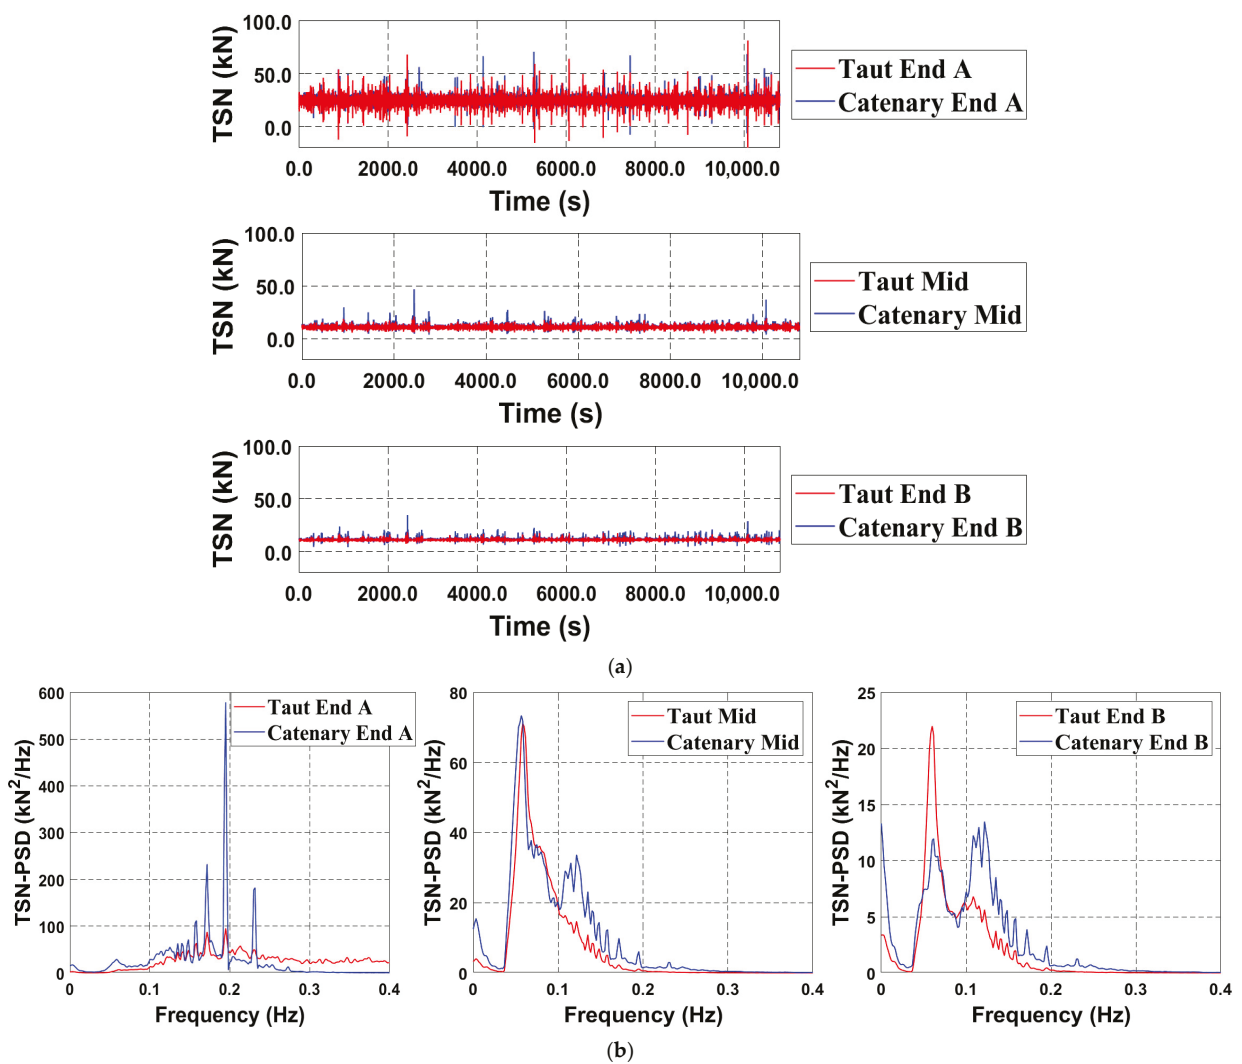 TSN (kN)
100.0
50.0
0.0
0.0 2000.0 4000.0 6000.0 8000.0 10,000.0
Time (s)
Taut End A
Catenary End A
TSN (kN)
100.0
50.0
0.0
0.0 2000.0 4000.0 6000.0 8000.0 10,000.0
Time (s)
Taut Mid
Catenary Mid
TSN (kN)
100.0
50.0
0.0
0.0 2000.0 4000.0 6000.0 8000.0 10,000.0
Time (s)
Taut End B
Catenary End B
(a)
TSN-PSD (kN²/Hz)
600
500
400
300
200
100
0
0 0.1 0.2 0.3 0.4
Frequency (Hz)
Taut End A
Catenary End A
TSN-PSD (kN²/Hz)
80
60
40
20
0
0 0.1 0.2 0.3 0.4
Frequency (Hz)
Taut Mid
Catenary Mid
TSN-PSD (kN²/Hz)
25
20
15
10
5
0
0 0.1 0.2 0.3 0.4
Frequency (Hz)
Taut End B
Catenary End B
(b)